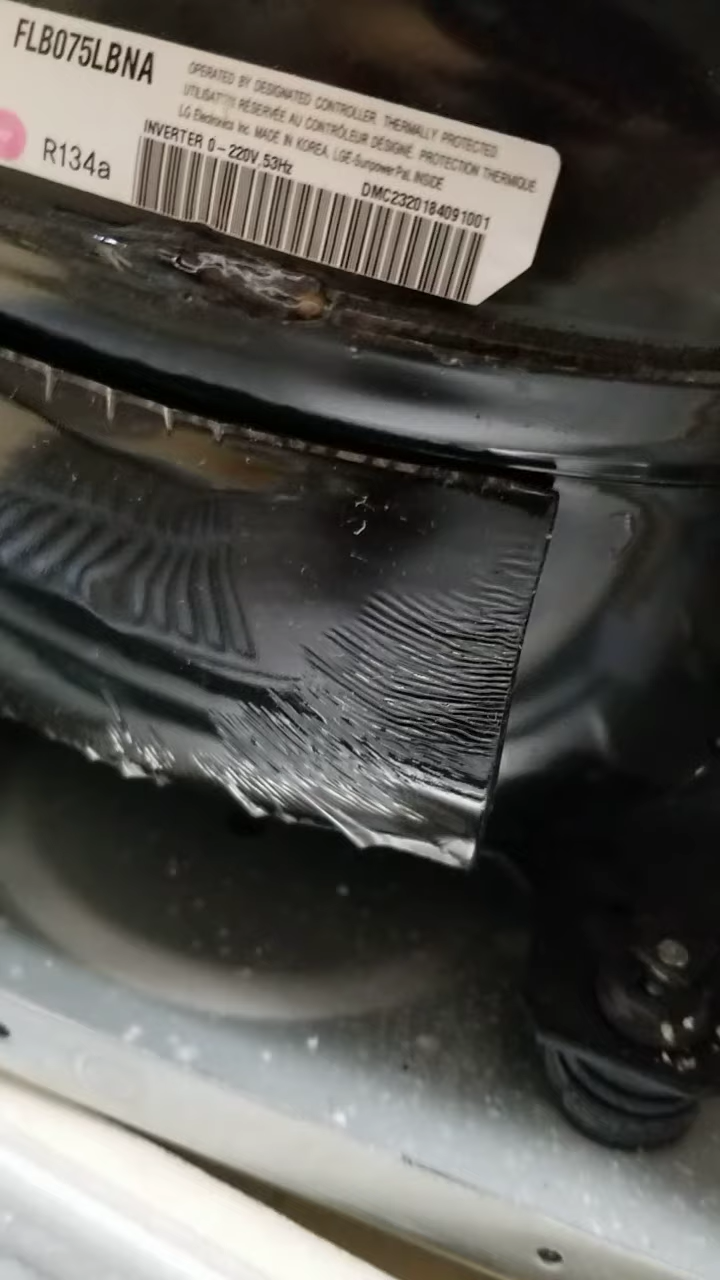 FLB075LBNA
OPERATED BY DESIGNATED CONTROLLER. THERMALLY PROTECTED
UTILISATION RÉSERVÉE AU CONTRÔLEUR DÉSIGNÉ. PROTECTION THERMIQUE
LG Electronics Inc. MADE IN KOREA. LGE-Sunpower Pat. INSIDE
R134a
INVERTER 0-220V,53Hz
DMC2320184091001